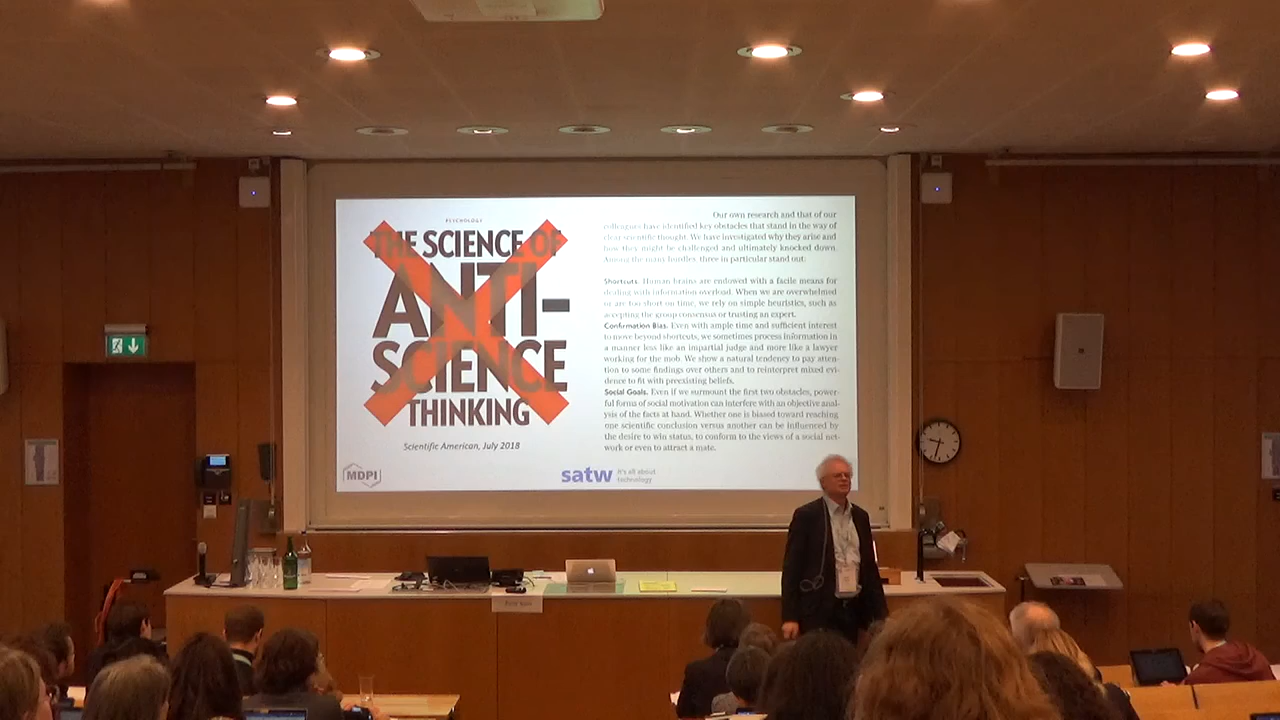 PSYCHOLOGY
THE SCIENCE OF
ANTI-
SCIENCE
THINKING
Scientific American, July 2018
MDPI
Our own research and that of our
colleagues have identified key obstacles that stand in the way of
clear scientific thought. We have investigated why they arise and
how they might be challenged and ultimately knocked down.
Among the many hurdles, three in particular stand out:
Shortcuts. Human brains are endowed with a facile means for
dealing with information overload. When we are overwhelmed
or are too short on time, we rely on simple heuristics, such as
accepting the group consensus or trusting an expert.
Confirmation Bias. Even with ample time and sufficient interest
to move beyond shortcuts, we sometimes process information in
a manner less like an impartial judge and more like a lawyer
working for the mob. We show a natural tendency to pay atten-
tion to some findings over others and to reinterpret mixed evi-
dence to fit with preexisting beliefs.
Social Goals. Even if we surmount the first two obstacles, power-
ful forms of social motivation can interfere with an objective anal-
ysis of the facts at hand. Whether one is biased toward reaching
one scientific conclusion versus another can be influenced by
the desire to win status, to conform to the views of a social net-
work or even to attract a mate.
satw it's all about
technology